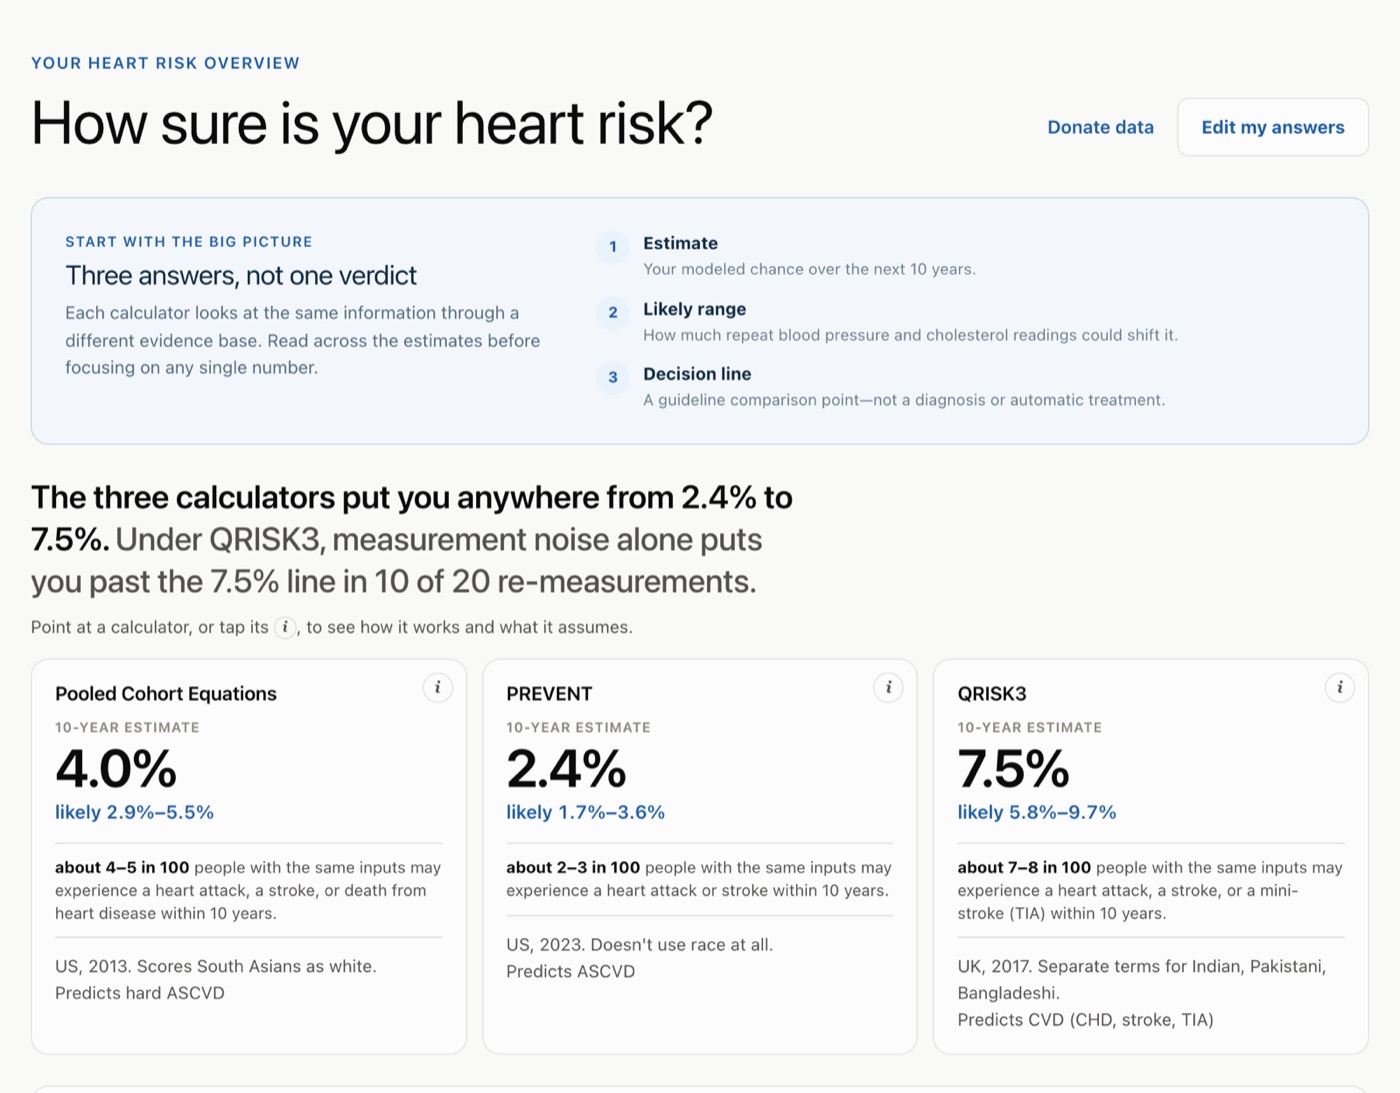 YOUR HEART RISK OVERVIEW
How sure is your heart risk?
Donate data
Edit my answers
START WITH THE BIG PICTURE
Three answers, not one verdict
Each calculator looks at the same information through a
different evidence base. Read across the estimates before
focusing on any single number.
1 Estimate
Your modeled chance over the next 10 years.
2 Likely range
How much repeat blood pressure and cholesterol readings could shift it.
3 Decision line
A guideline comparison point—not a diagnosis or automatic treatment.
The three calculators put you anywhere from 2.4% to
7.5%. Under QRISK3, measurement noise alone puts
you past the 7.5% line in 10 of 20 re-measurements.
Point at a calculator, or tap its i, to see how it works and what it assumes.
Pooled Cohort Equations i
10-YEAR ESTIMATE
4.0%
likely 2.9%–5.5%
about 4–5 in 100 people with the same inputs may
experience a heart attack, a stroke, or death from
heart disease within 10 years.
US, 2013. Scores South Asians as white.
Predicts hard ASCVD
PREVENT i
10-YEAR ESTIMATE
2.4%
likely 1.7%–3.6%
about 2–3 in 100 people with the same inputs may
experience a heart attack or stroke within 10 years.
US, 2023. Doesn't use race at all.
Predicts ASCVD
QRISK3 i
10-YEAR ESTIMATE
7.5%
likely 5.8%–9.7%
about 7–8 in 100 people with the same inputs may
experience a heart attack, a stroke, or a mini-
stroke (TIA) within 10 years.
UK, 2017. Separate terms for Indian, Pakistani,
Bangladeshi.
Predicts CVD (CHD, stroke, TIA)